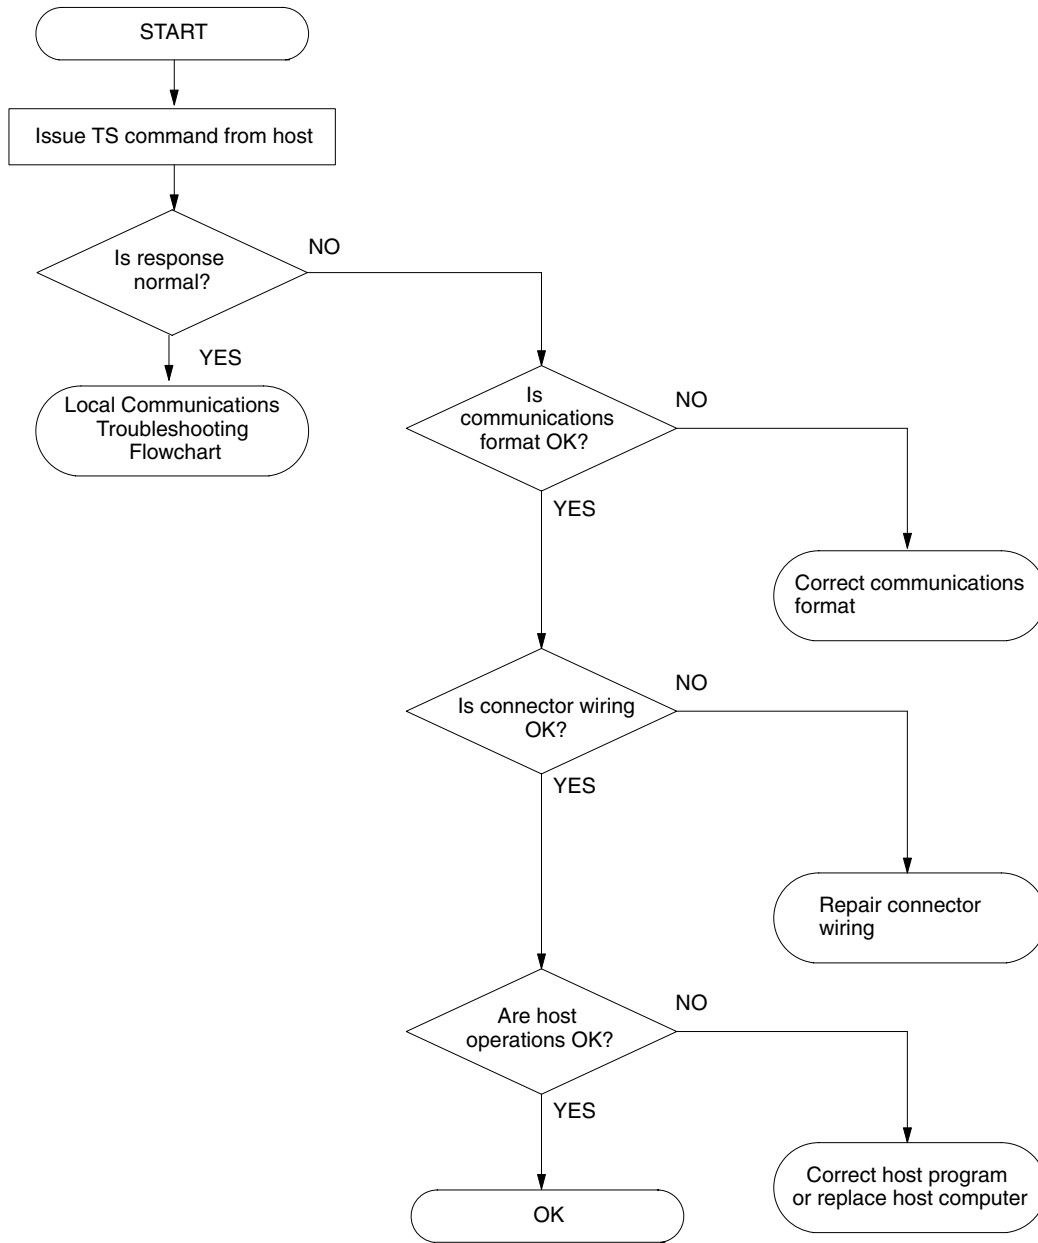 START
Issue TS command from host
Is response
normal?
NO
YES
Local Communications
Troubleshooting
Flowchart
Is
communications
format OK?
NO
YES
Correct communications
format
Is connector wiring
OK?
NO
YES
Repair connector
wiring
Are host
operations OK?
NO
YES
Correct host program
or replace host computer
OK